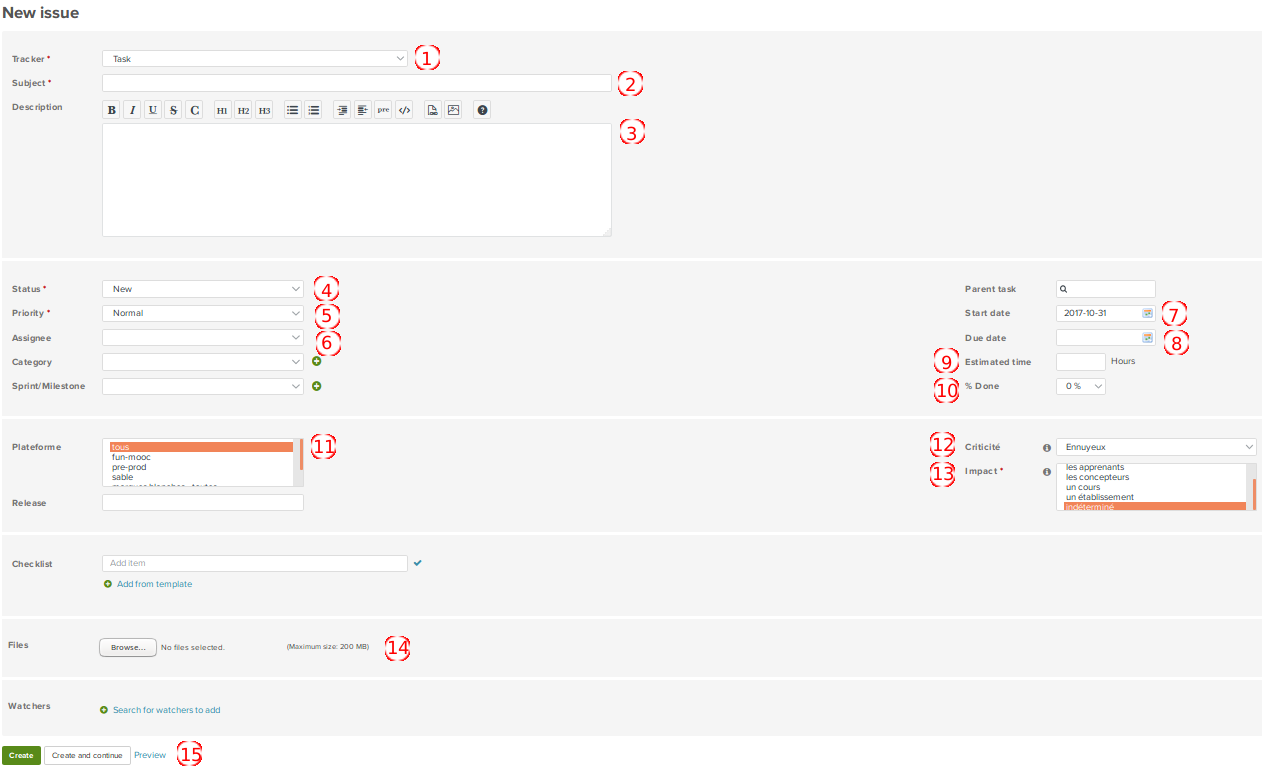 New issue
Tracker * Task 1
Subject * 2
Description B I U S C H1 H2 H3 pre </> ?
3
Status * New 4 Parent task
Priority * Normal 5 Start date 2017-10-31 7
Assignee 6 Due date 8
Category 9 Estimated time Hours
Sprint/Milestone 10 % Done 0 %
Plateforme tous 11 12 Criticité Ennuyeux
fun-mooc
pre-prod
sable
13 Impact * les apprenants
les concepteurs
un cours
un établissement
indéterminé
Release
Checklist Add item
Add from template
Files Browse... No files selected. (Maximum size: 200 MB) 14
Watchers Search for watchers to add
Create Create and continue Preview 15